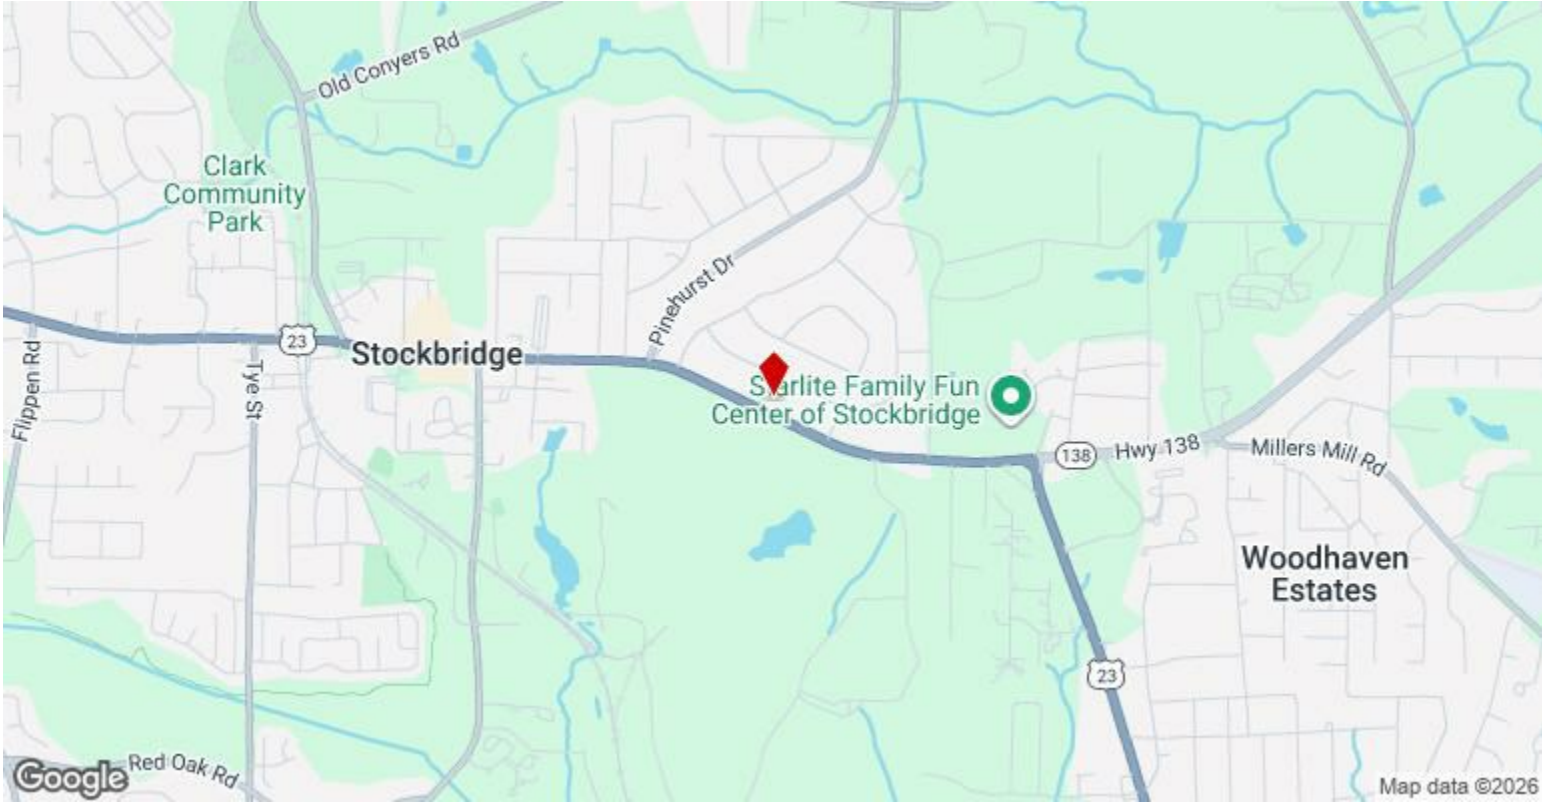 Old Conyers Rd
Clark
Community
Park
Pinehurst Dr
23
Stockbridge
Flippen Rd
Tye St
Starlite Family Fun
Center of Stockbridge
138
Hwy 138
Millers Mill Rd
Woodhaven
Estates
23
Red Oak Rd
Google
Map data ©2026